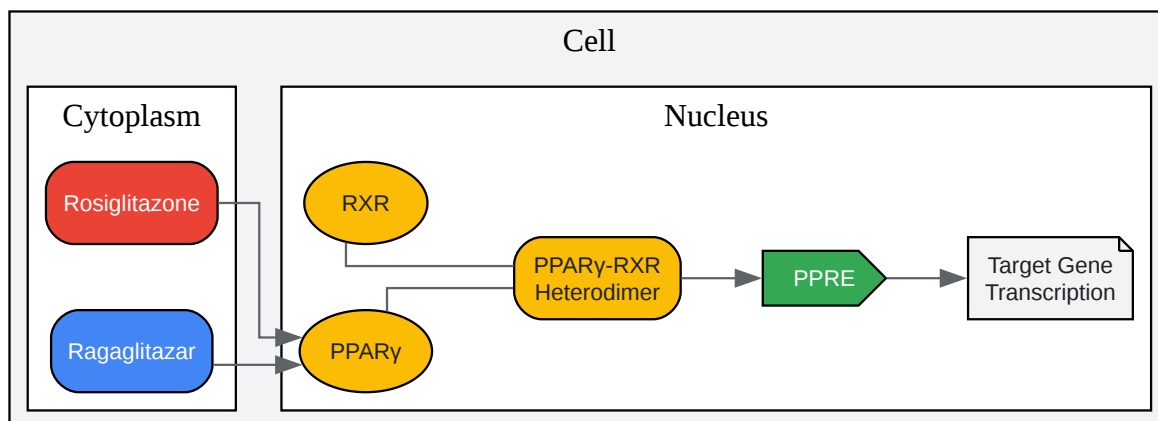 Cell
Cytoplasm
Nucleus
Rosiglitazone
RXR
PPARγ-RXR
Heterodimer
PPRE
Target Gene
Transcription
Ragaglitazar
PPARγ